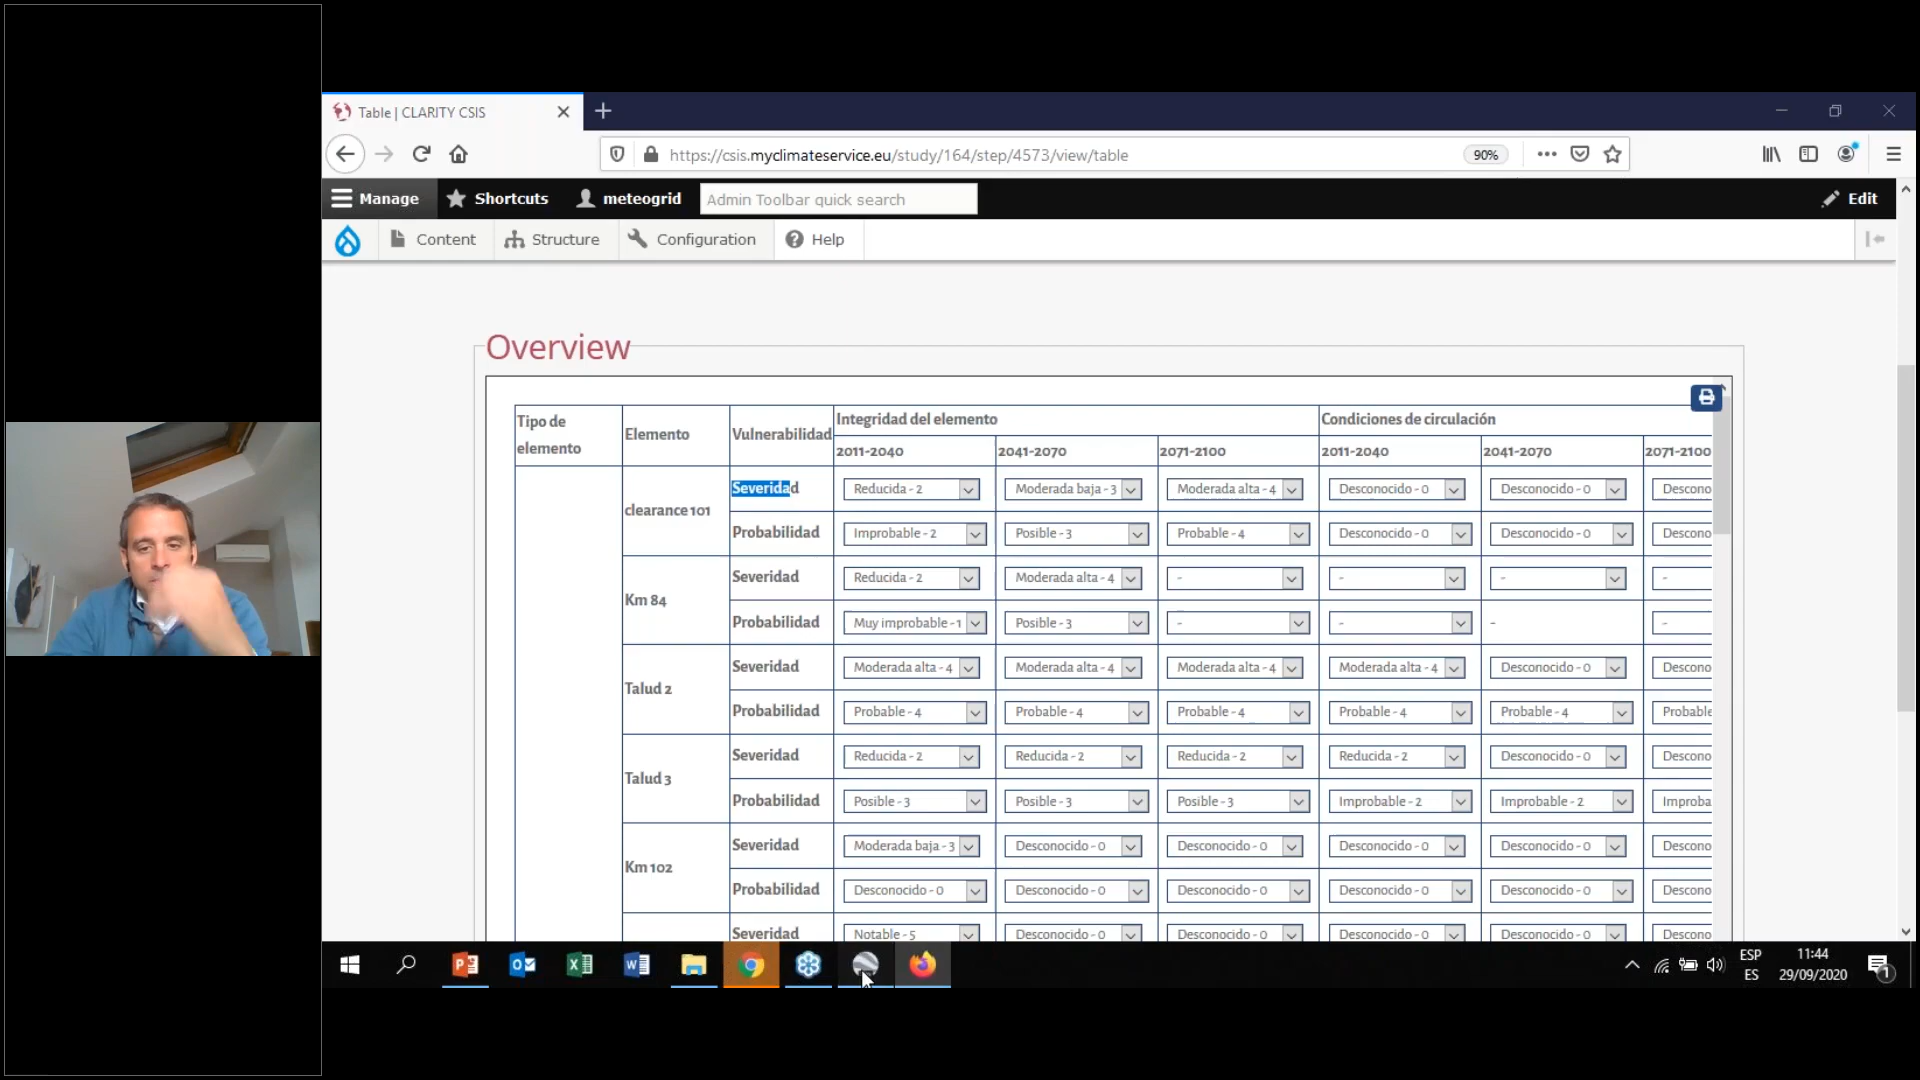 Table | CLARITY CSIS
https://csis.myclimateservice.eu/study/164/step/4573/view/table
90%
Manage
Shortcuts
meteogrid
Admin Toolbar quick search
Edit
Content
Structure
Configuration
Help
Overview
Tipo de elemento
Elemento
Vulnerabilidad
Integridad del elemento
Condiciones de circulación
2011-2040 2041-2070 2071-2100 2011-2040 2041-2070 2071-2100
clearance 101
Severidad Reducida - 2 Moderada baja - 3 Moderada alta - 4 Desconocido - 0 Desconocido - 0 Descono
Probabilidad Improbable - 2 Posible - 3 Probable - 4 Desconocido - 0 Desconocido - 0 Descono
Km 84
Severidad Reducida - 2 Moderada alta - 4 - - - -
Probabilidad Muy improbable - 1 Posible - 3 - - - -
Talud 2
Severidad Moderada alta - 4 Moderada alta - 4 Moderada alta - 4 Moderada alta - 4 Desconocido - 0 Descono
Probabilidad Probable - 4 Probable - 4 Probable - 4 Probable - 4 Probable - 4 Probable
Talud 3
Severidad Reducida - 2 Reducida - 2 Reducida - 2 Reducida - 2 Desconocido - 0 Descono
Probabilidad Posible - 3 Posible - 3 Posible - 3 Improbable - 2 Improbable - 2 Improba
Km 102
Severidad Moderada baja - 3 Desconocido - 0 Desconocido - 0 Desconocido - 0 Desconocido - 0 Descono
Probabilidad Desconocido - 0 Desconocido - 0 Desconocido - 0 Desconocido - 0 Desconocido - 0 Descono
Severidad Notable - 5 Desconocido - 0 Desconocido - 0 Desconocido - 0 Desconocido - 0 Descono
ESP
ES
11:44
29/09/2020
1